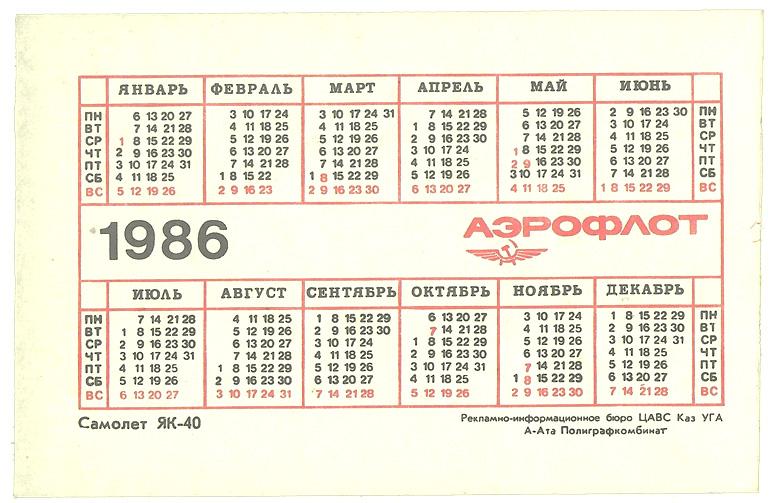 ЯНВАРЬ ФЕВРАЛЬ МАРТ АПРЕЛЬ МАЙ ИЮНЬ
ПН 6 13 20 27 3 10 17 24 3 10 17 24 31 7 14 21 28 5 12 19 26 2 9 16 23 30 ПН
ВТ 7 14 21 28 4 11 18 25 4 11 18 25 1 8 15 22 29 6 13 20 27 3 10 17 24 ВТ
СР 1 8 15 22 29 5 12 19 26 5 12 19 26 2 9 16 23 30 7 14 21 28 4 11 18 25 СР
ЧТ 2 9 16 23 30 6 13 20 27 6 13 20 27 3 10 17 24 1 8 15 22 29 5 12 19 26 ЧТ
ПТ 3 10 17 24 31 7 14 21 28 7 14 21 28 4 11 18 25 2 9 16 23 30 6 13 20 27 ПТ
СБ 4 11 18 25 1 8 15 22 1 8 15 22 29 5 12 19 26 3 10 17 24 31 7 14 21 28 СБ
ВС 5 12 19 26 2 9 16 23 2 9 16 23 30 6 13 20 27 4 11 18 25 1 8 15 22 29 ВС
1986 АЭРОФЛОТ
ИЮЛЬ АВГУСТ СЕНТЯБРЬ ОКТЯБРЬ НОЯБРЬ ДЕКАБРЬ
ПН 7 14 21 28 4 11 18 25 1 8 15 22 29 6 13 20 27 3 10 17 24 1 8 15 22 29 ПН
ВТ 1 8 15 22 29 5 12 19 26 2 9 16 23 30 7 14 21 28 4 11 18 25 2 9 16 23 30 ВТ
СР 2 9 16 23 30 6 13 20 27 3 10 17 24 1 8 15 22 29 5 12 19 26 3 10 17 24 31 СР
ЧТ 3 10 17 24 31 7 14 21 28 4 11 18 25 2 9 16 23 30 6 13 20 27 4 11 18 25 ЧТ
ПТ 4 11 18 25 1 8 15 22 29 5 12 19 26 3 10 17 24 31 7 14 21 28 5 12 19 26 ПТ
СБ 5 12 19 26 2 9 16 23 30 6 13 20 27 4 11 18 25 1 8 15 22 29 6 13 20 27 СБ
ВС 6 13 20 27 3 10 17 24 31 7 14 21 28 5 12 19 26 2 9 16 23 30 7 14 21 28 ВС
Самолет ЯК-40 Рекламно-информационное бюро ЦАВС Каз УГА
А-Ата Полиграфкомбинат